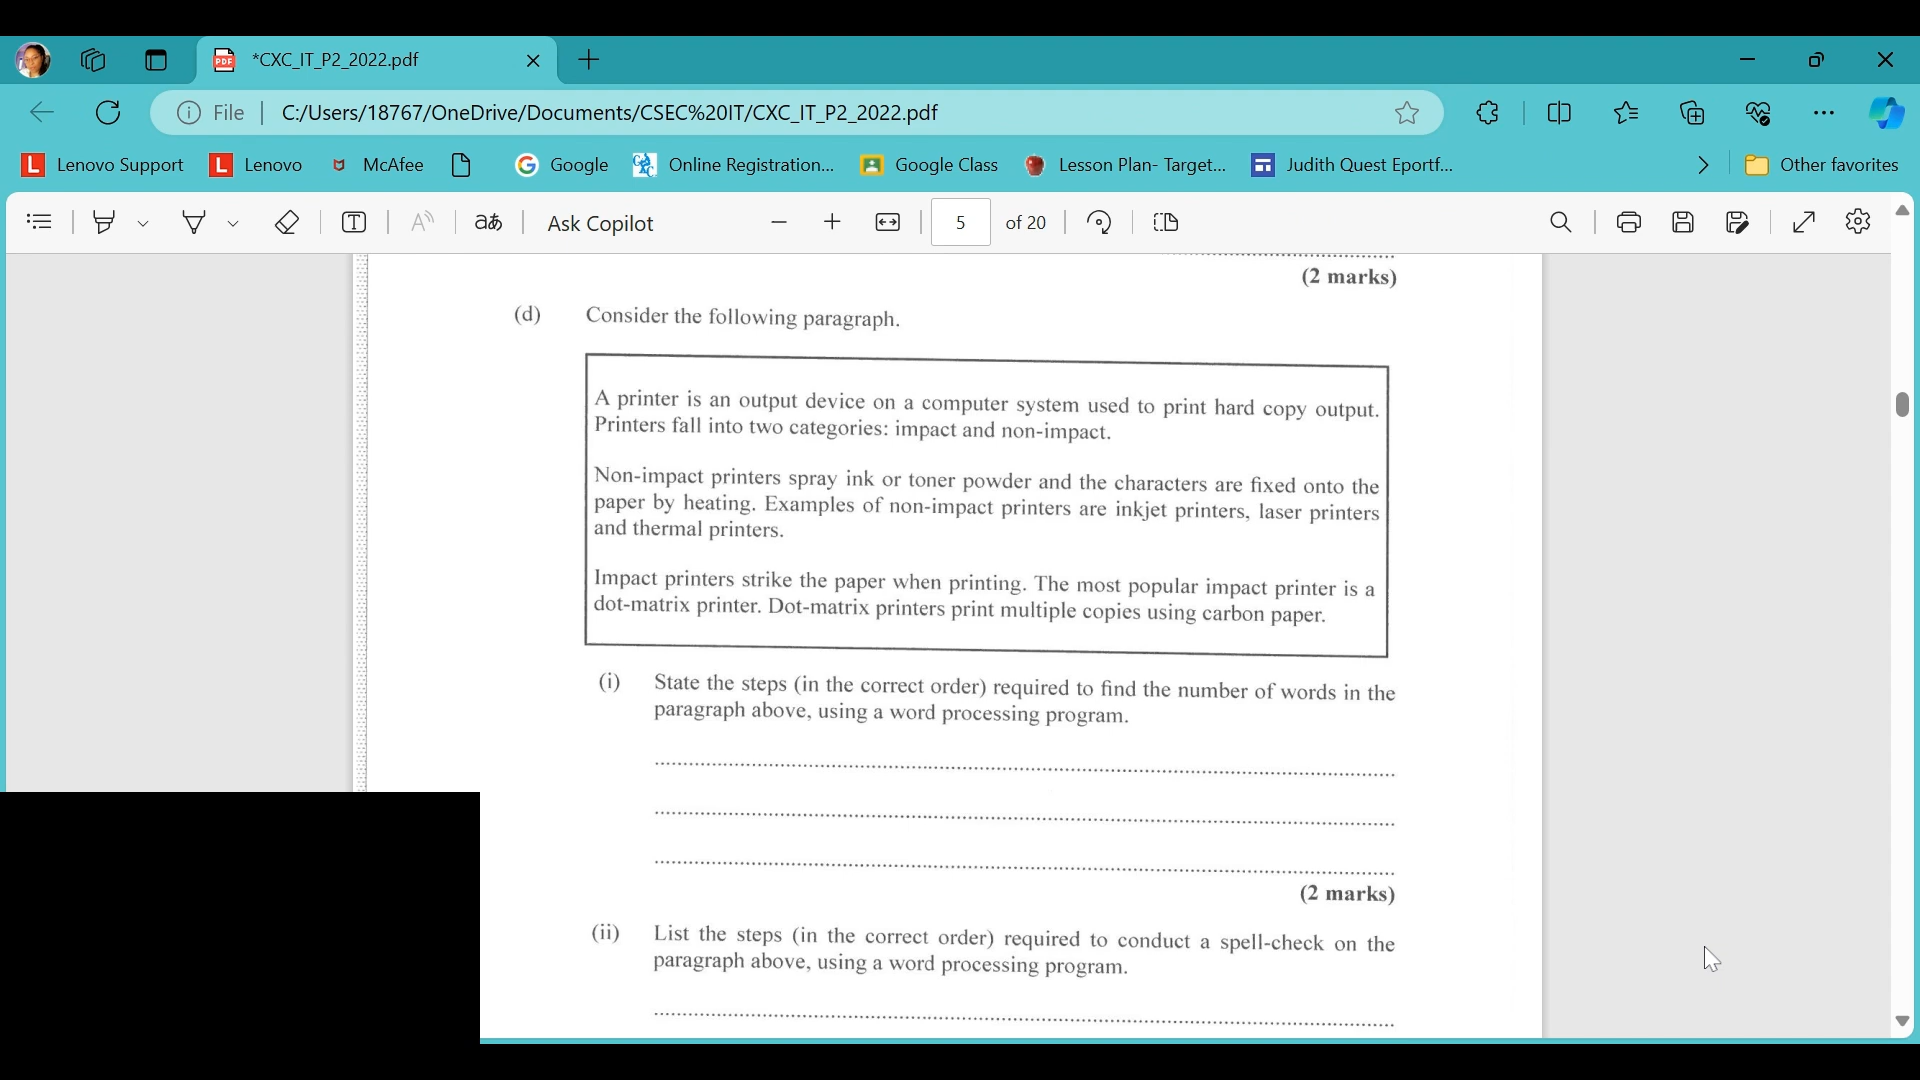 *CXC_IT_P2_2022.pdf
File
C:/Users/18767/OneDrive/Documents/CSEC%20IT/CXC_IT_P2_2022.pdf
Lenovo Support
Lenovo
McAfee
Google
Online Registration...
Google Class
Lesson Plan- Target...
Judith Quest Eportf...
Other favorites
Ask Copilot
5
of 20
(2 marks)
(d) Consider the following paragraph.
A printer is an output device on a computer system used to print hard copy output.
Printers fall into two categories: impact and non-impact.
Non-impact printers spray ink or toner powder and the characters are fixed onto the
paper by heating. Examples of non-impact printers are inkjet printers, laser printers
and thermal printers.
Impact printers strike the paper when printing. The most popular impact printer is a
dot-matrix printer. Dot-matrix printers print multiple copies using carbon paper.
(i) State the steps (in the correct order) required to find the number of words in the
paragraph above, using a word processing program.
(2 marks)
(ii) List the steps (in the correct order) required to conduct a spell-check on the
paragraph above, using a word processing program.